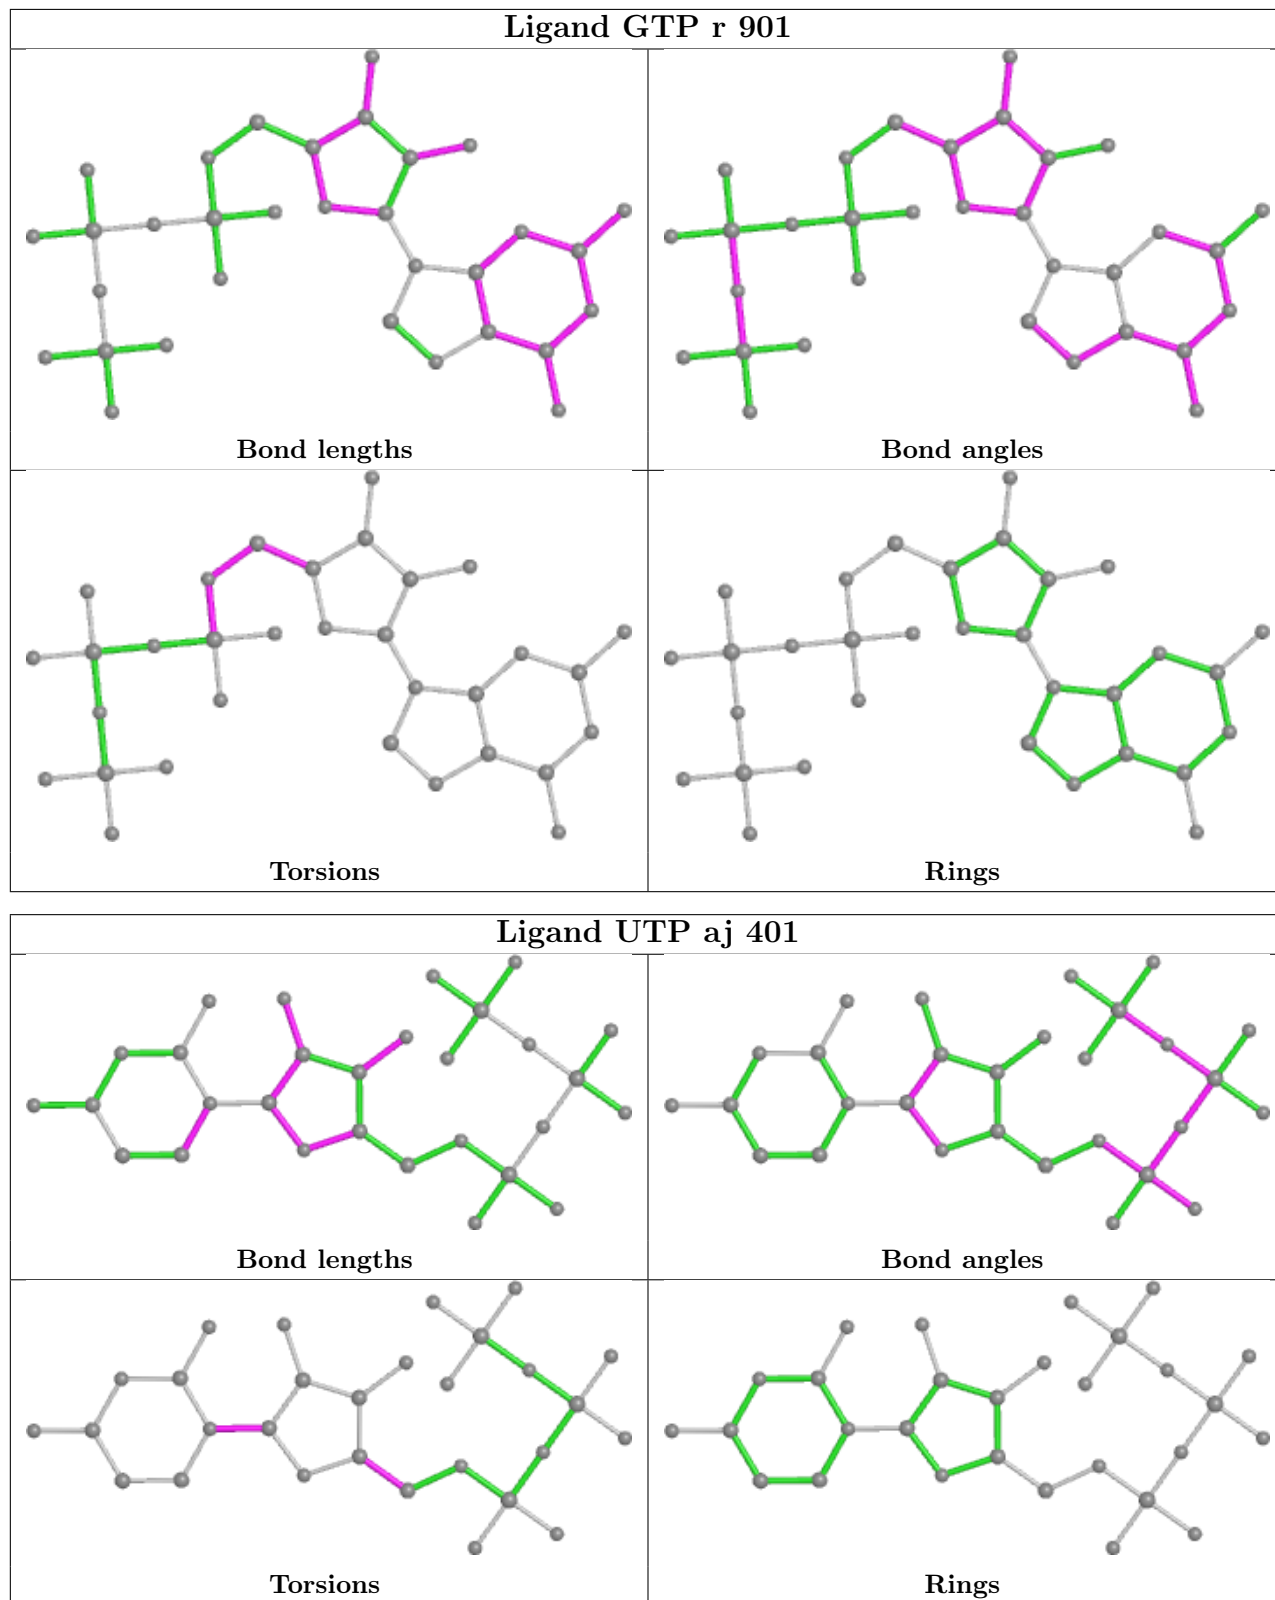 Ligand GTP r 901
Bond lengths
Bond angles
Torsions
Rings
Ligand UTP aj 401
Bond lengths
Bond angles
Torsions
Rings